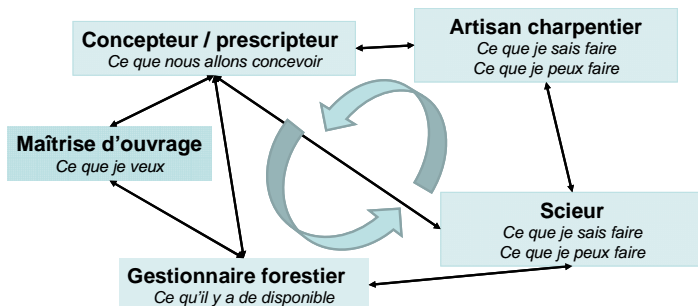 Concepteur / prescripteur
Ce que nous allons concevoir
Artisan charpentier
Ce que je sais faire
Ce que je peux faire
Maîtrise d'ouvrage
Ce que je veux
Scieur
Ce que je sais faire
Ce que je peux faire
Gestionnaire forestier
Ce qu'il y a de disponible